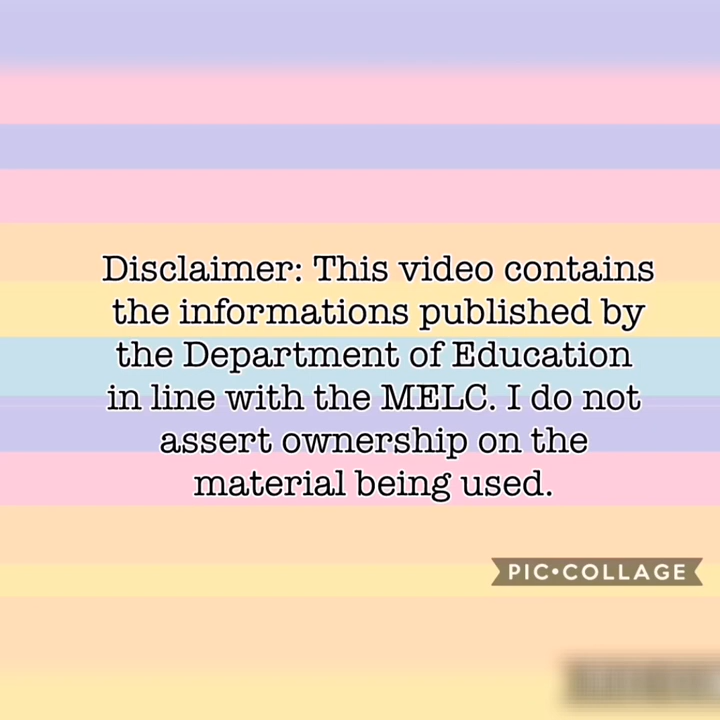 Disclaimer: This video contains
the informations published by
the Department of Education
in line with the MELC. I do not
assert ownership on the
material being used.
PIC•COLLAGE